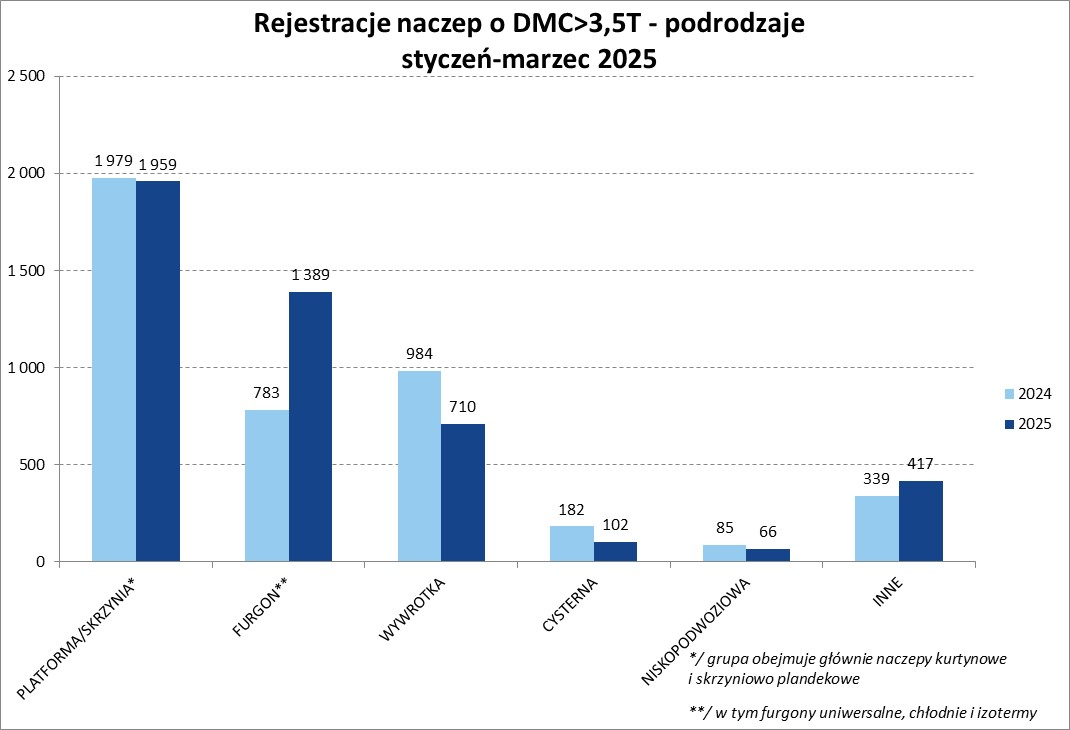 Rejestracje naczep o DMC>3,5T - podrodzaje
styczeń-marzec 2025
2 500
2 000
1 500
1 000
500
0
1 979
1 959
783
1 389
984
710
182
102
85
66
339
417
PLATFORMA/SKRZYNIA*
FURGON**
WYWROTKA
CYSTERNA
NISKOPODWOZIOWA
INNE
2024
2025
*/ grupa obejmuje głównie naczepy kurtynowe
i skrzyniowo plandekowe
**/ w tym furgony uniwersalne, chłodnie i izotermy